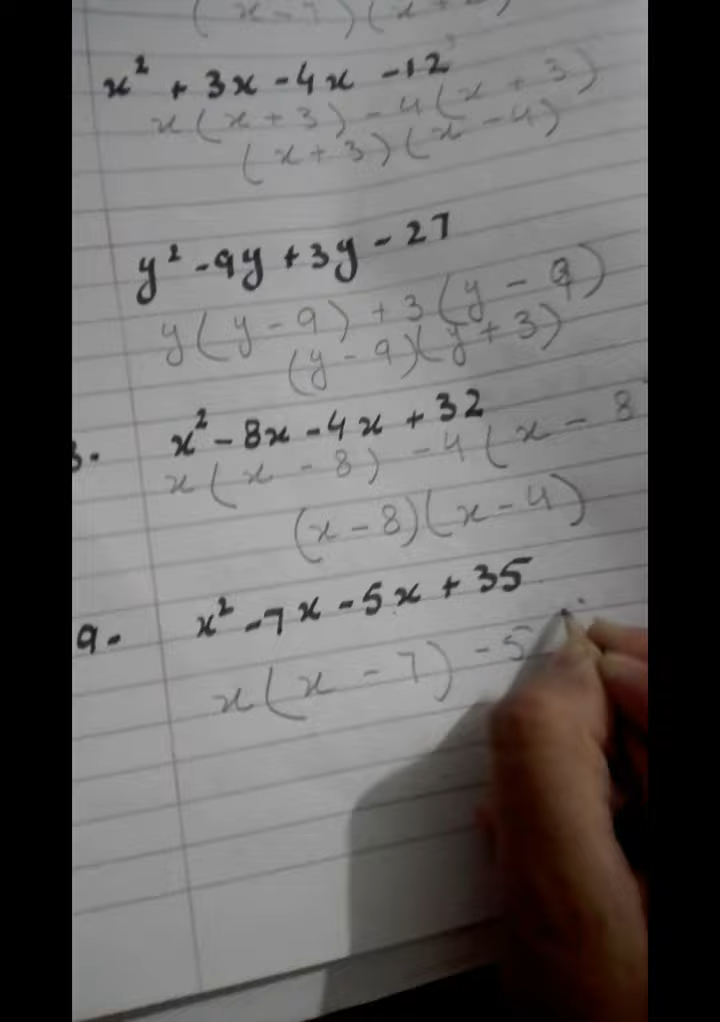 x² + 3x - 4x - 12
x(x + 3) - 4(x + 3)
(x + 3)(x - 4)
y² - 9y + 3y - 27
y(y - 9) + 3(y - 9)
(y - 9)(y + 3)
3. x² - 8x - 4x + 32
x(x - 8) - 4(x - 8
(x - 8)(x - 4)
9. x² - 7x - 5x + 35
x(x - 7) - 5